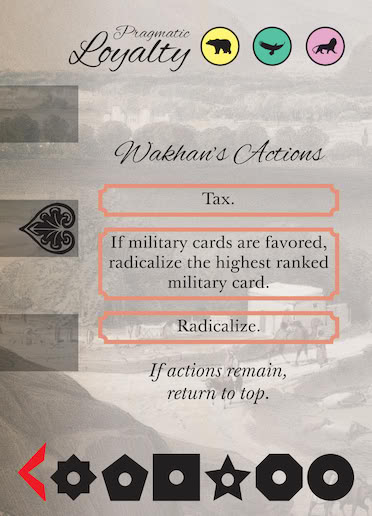 Pragmatic
Loyalty
Wakhan's Actions
Tax.
If military cards are favored,
radicalize the highest ranked
military card.
Radicalize.
If actions remain,
return to top.